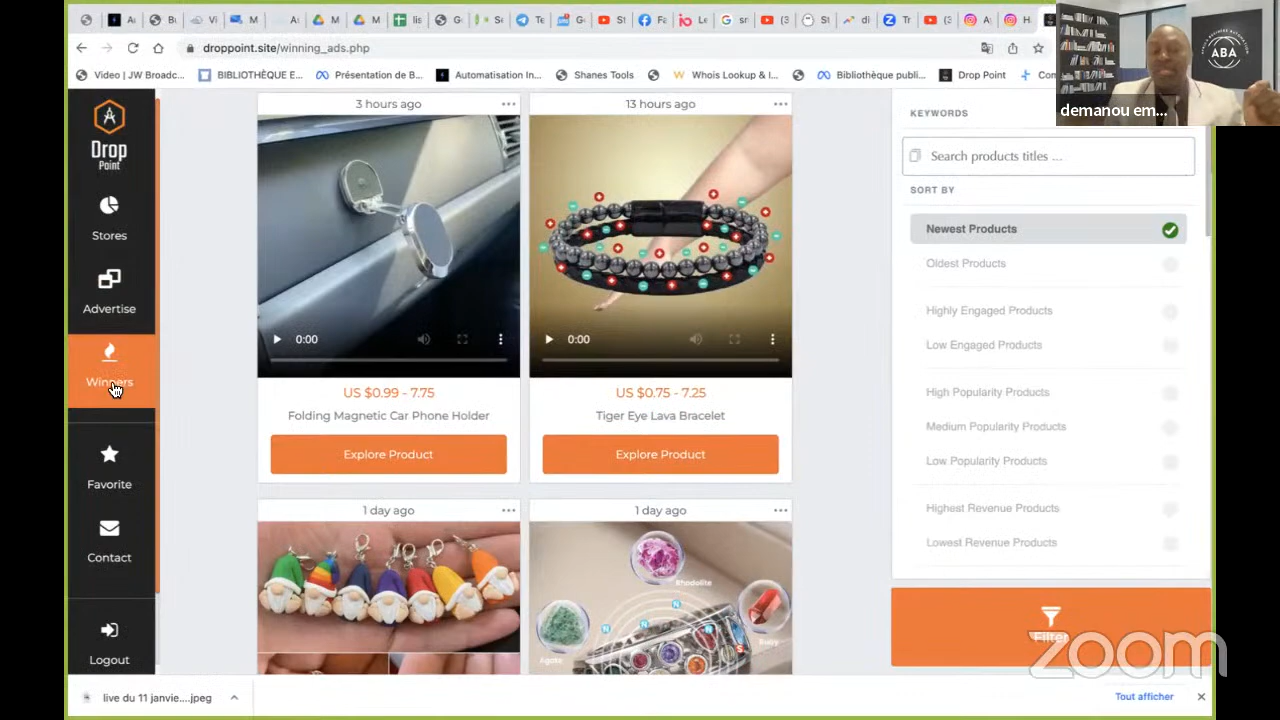 droppoint.site/winning_ads.php
Video | JW Broadc...
BIBLIOTHÈQUE E...
Présentation de B...
Automatisation In...
Shanes Tools
Whois Lookup & I...
Bibliothèque publi...
Drop Point
ABA
demanou em...
Drop
Point
Stores
Advertise
Winners
Favorite
Contact
Logout
3 hours ago
0:00
US $0.99 - 7.75
Folding Magnetic Car Phone Holder
Explore Product
13 hours ago
0:00
US $0.75 - 7.25
Tiger Eye Lava Bracelet
Explore Product
1 day ago
1 day ago
Rhodolite
Agate
Ruby
N
N
N
S
KEYWORDS
Search products titles ...
SORT BY
Newest Products
Oldest Products
Highly Engaged Products
Low Engaged Products
High Popularity Products
Medium Popularity Products
Low Popularity Products
Highest Revenue Products
Lowest Revenue Products
Filter
zoom
live du 11 janvie....jpeg
Tout afficher